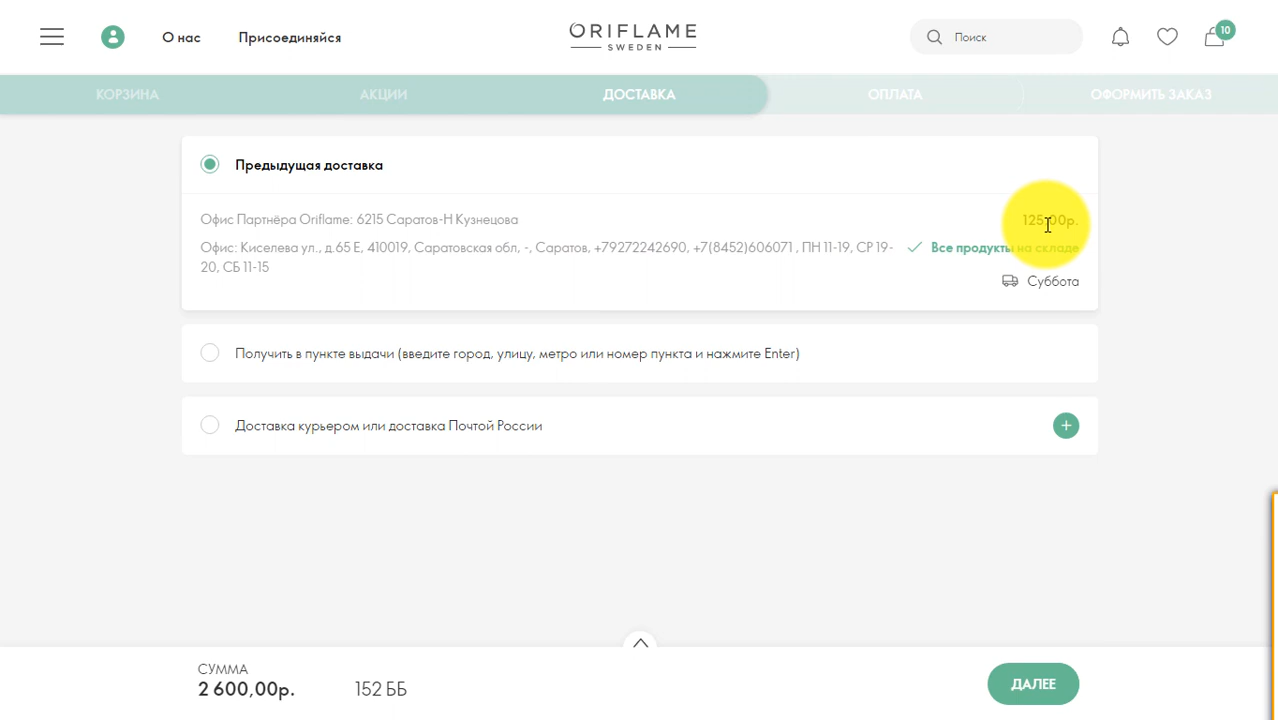 О нас
Присоединяйся
ORIFLAME
SWEDEN
Поиск
10
КОРЗИНА
АКЦИИ
ДОСТАВКА
ОПЛАТА
ОФОРМИТЬ ЗАКАЗ
Предыдущая доставка
Офис Партнёра Oriflame: 6215 Саратов-Н Кузнецова
125,00р.
Офис: Киселева ул., д.65 Е, 410019, Саратовская обл, -, Саратов, +79272242690, +7(8452)606071 , ПН 11-19, СР 19-
20, СБ 11-15
Все продукты на складе
Суббота
Получить в пункте выдачи (введите город, улицу, метро или номер пункта и нажмите Enter)
Доставка курьером или доставка Почтой России
СУММА
2 600,00р.
152 ББ
ДАЛЕЕ